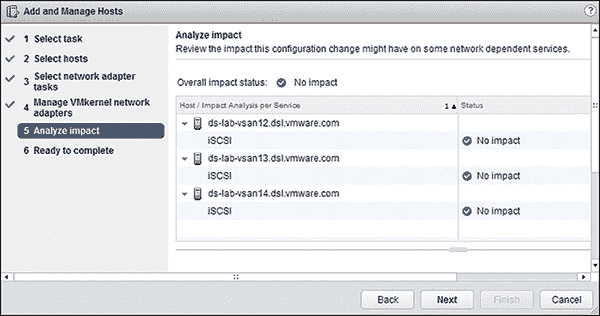 Add and Manage Hosts
?
1 Select task
2 Select hosts
3 Select network adapter
tasks
4 Manage VMkernel network
adapters
5 Analyze impact
6 Ready to complete
Analyze impact
Review the impact this configuration change might have on some network dependent services.
Overall impact status: No impact
Host / Impact Analysis per Service 1 ▲ Status
ds-lab-vsan12.dsl.vmware.com
iSCSI No impact
ds-lab-vsan13.dsl.vmware.com
iSCSI No impact
ds-lab-vsan14.dsl.vmware.com
iSCSI No impact
Back Next Finish Cancel